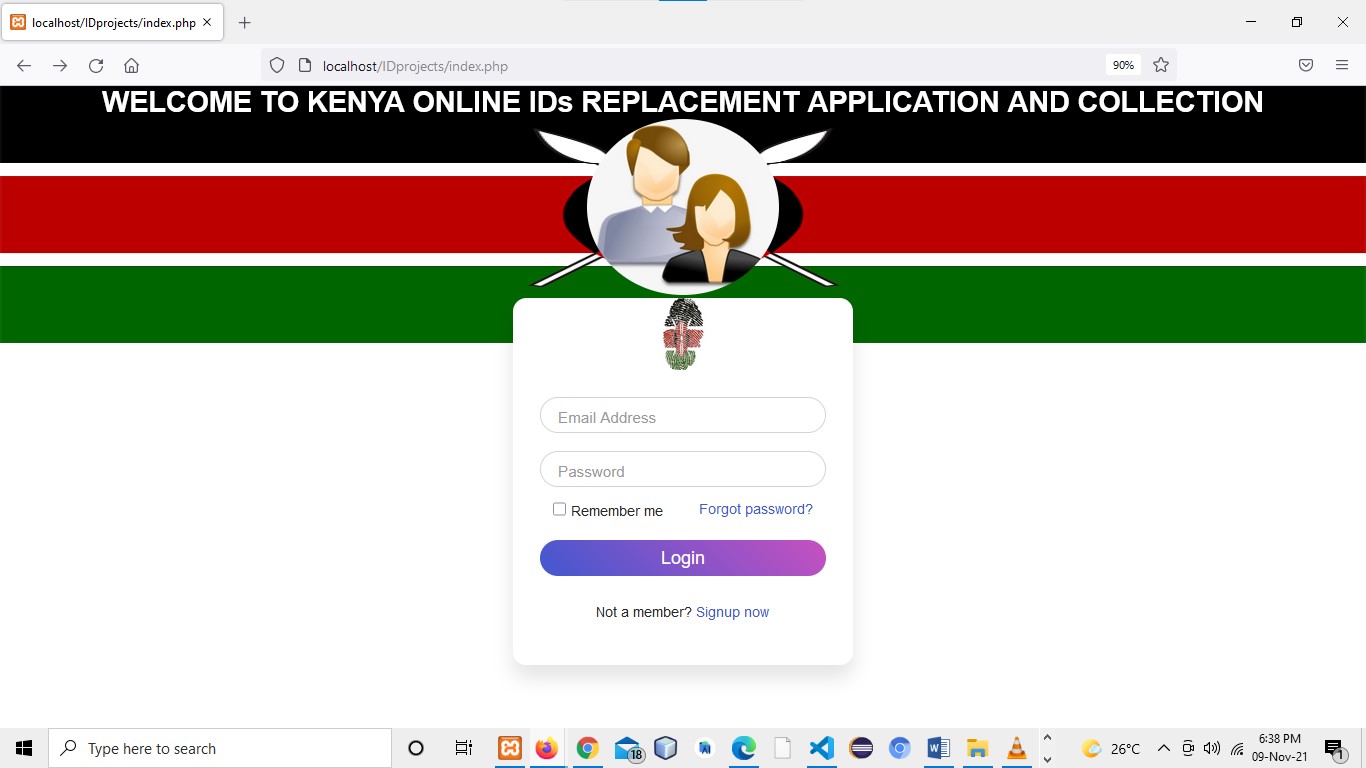 localhost/IDprojects/index.php
localhost/IDprojects/index.php
90%
WELCOME TO KENYA ONLINE IDs REPLACEMENT APPLICATION AND COLLECTION
Email Address
Password
Remember me
Forgot password?
Login
Not a member? Signup now
Type here to search
18
26°C
6:38 PM
09-Nov-21
1